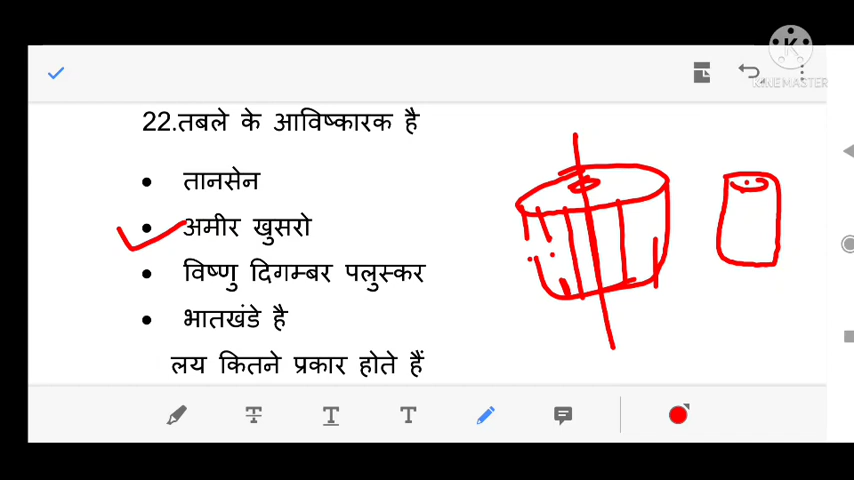 KINEMASTER
22.तबले के आविष्कारक है
तानसेन
अमीर खुसरो
विष्णु दिगम्बर पलुस्कर
भातखंडे है
लय कितने प्रकार होते हैं